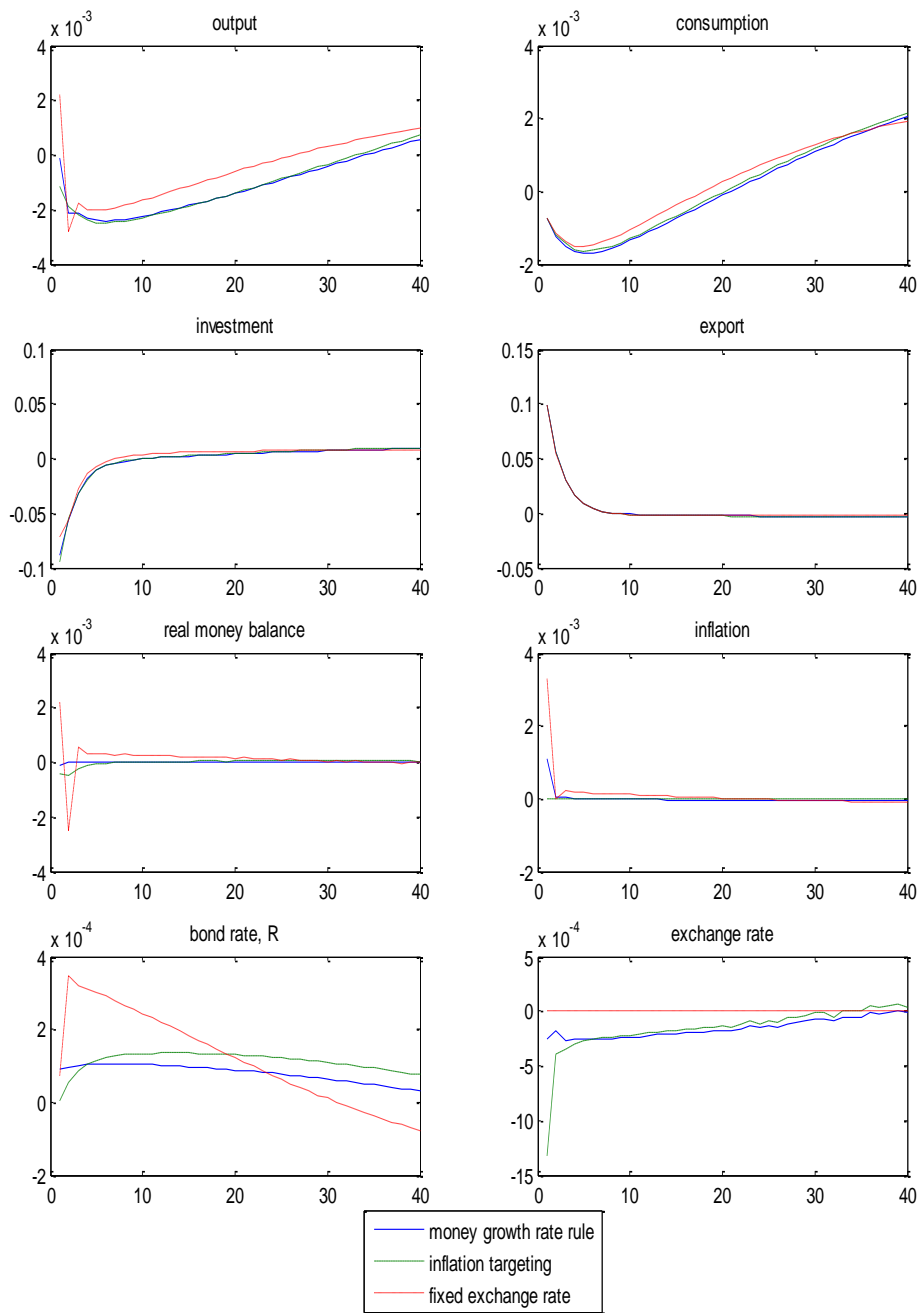 output
x 10^-3
4
2
0
-2
-4
0 10 20 30 40
consumption
x 10^-3
4
2
0
-2
0 10 20 30 40
investment
0.1
0.05
0
-0.05
-0.1
0 10 20 30 40
export
0.15
0.1
0.05
0
-0.05
0 10 20 30 40
real money balance
x 10^-3
4
2
0
-2
-4
0 10 20 30 40
inflation
x 10^-3
4
2
0
-2
0 10 20 30 40
bond rate, R
x 10^-4
4
2
0
-2
0 10 20 30 40
exchange rate
x 10^-4
5
0
-5
-10
-15
0 10 20 30 40
money growth rate rule
inflation targeting
fixed exchange rate